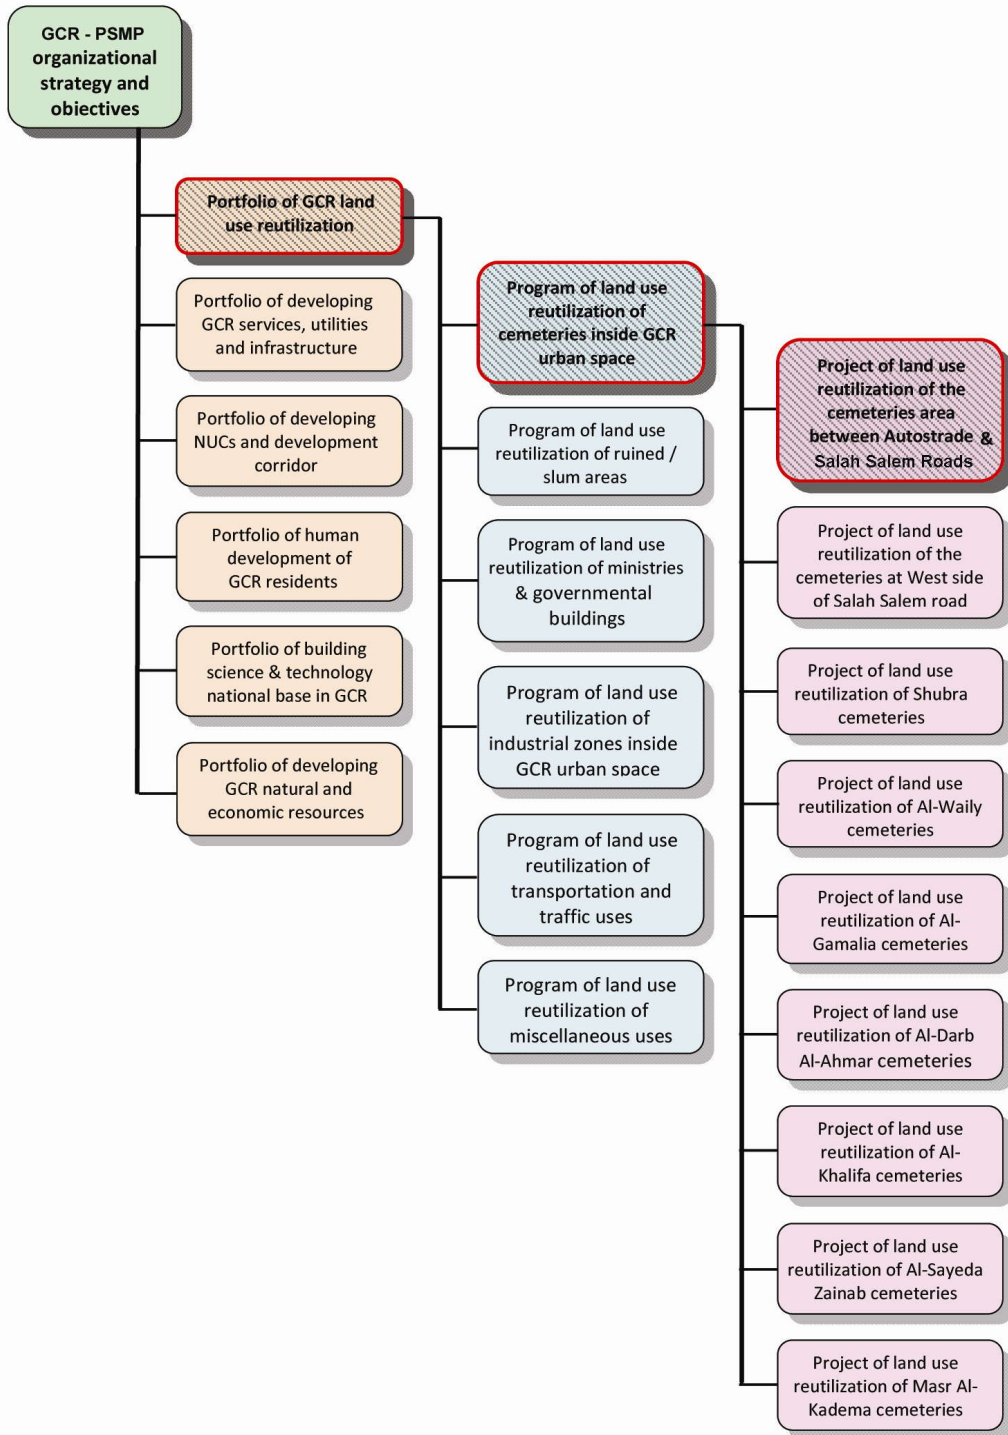 GCR - PSMP
organizational
strategy and
objectives
Portfolio of GCR land
use reutilization
Portfolio of developing
GCR services, utilities
and infrastructure
Portfolio of developing
NUCs and development
corridor
Portfolio of human
development of
GCR residents
Portfolio of building
science & technology
national base in GCR
Portfolio of developing
GCR natural and
economic resources
Program of land use
reutilization of
cemeteries inside GCR
urban space
Program of land use
reutilization of ruined /
slum areas
Program of land use
reutilization of ministries
& governmental
buildings
Program of land use
reutilization of
industrial zones inside
GCR urban space
Program of land use
reutilization of
transportation and
traffic uses
Program of land use
reutilization of
miscellaneous uses
Project of land use
reutilization of the
cemeteries area
between Autostrade &
Salah Salem Roads
Project of land use
reutilization of the
cemeteries at West side
of Salah Salem road
Project of land use
reutilization of Shubra
cemeteries
Project of land use
reutilization of Al-Waily
cemeteries
Project of land use
reutilization of Al-
Gamalia cemeteries
Project of land use
reutilization of Al-Darb
Al-Ahmar cemeteries
Project of land use
reutilization of Al-
Khalifa cemeteries
Project of land use
reutilization of Al-Sayeda
Zainab cemeteries
Project of land use
reutilization of Masr Al-
Kadema cemeteries